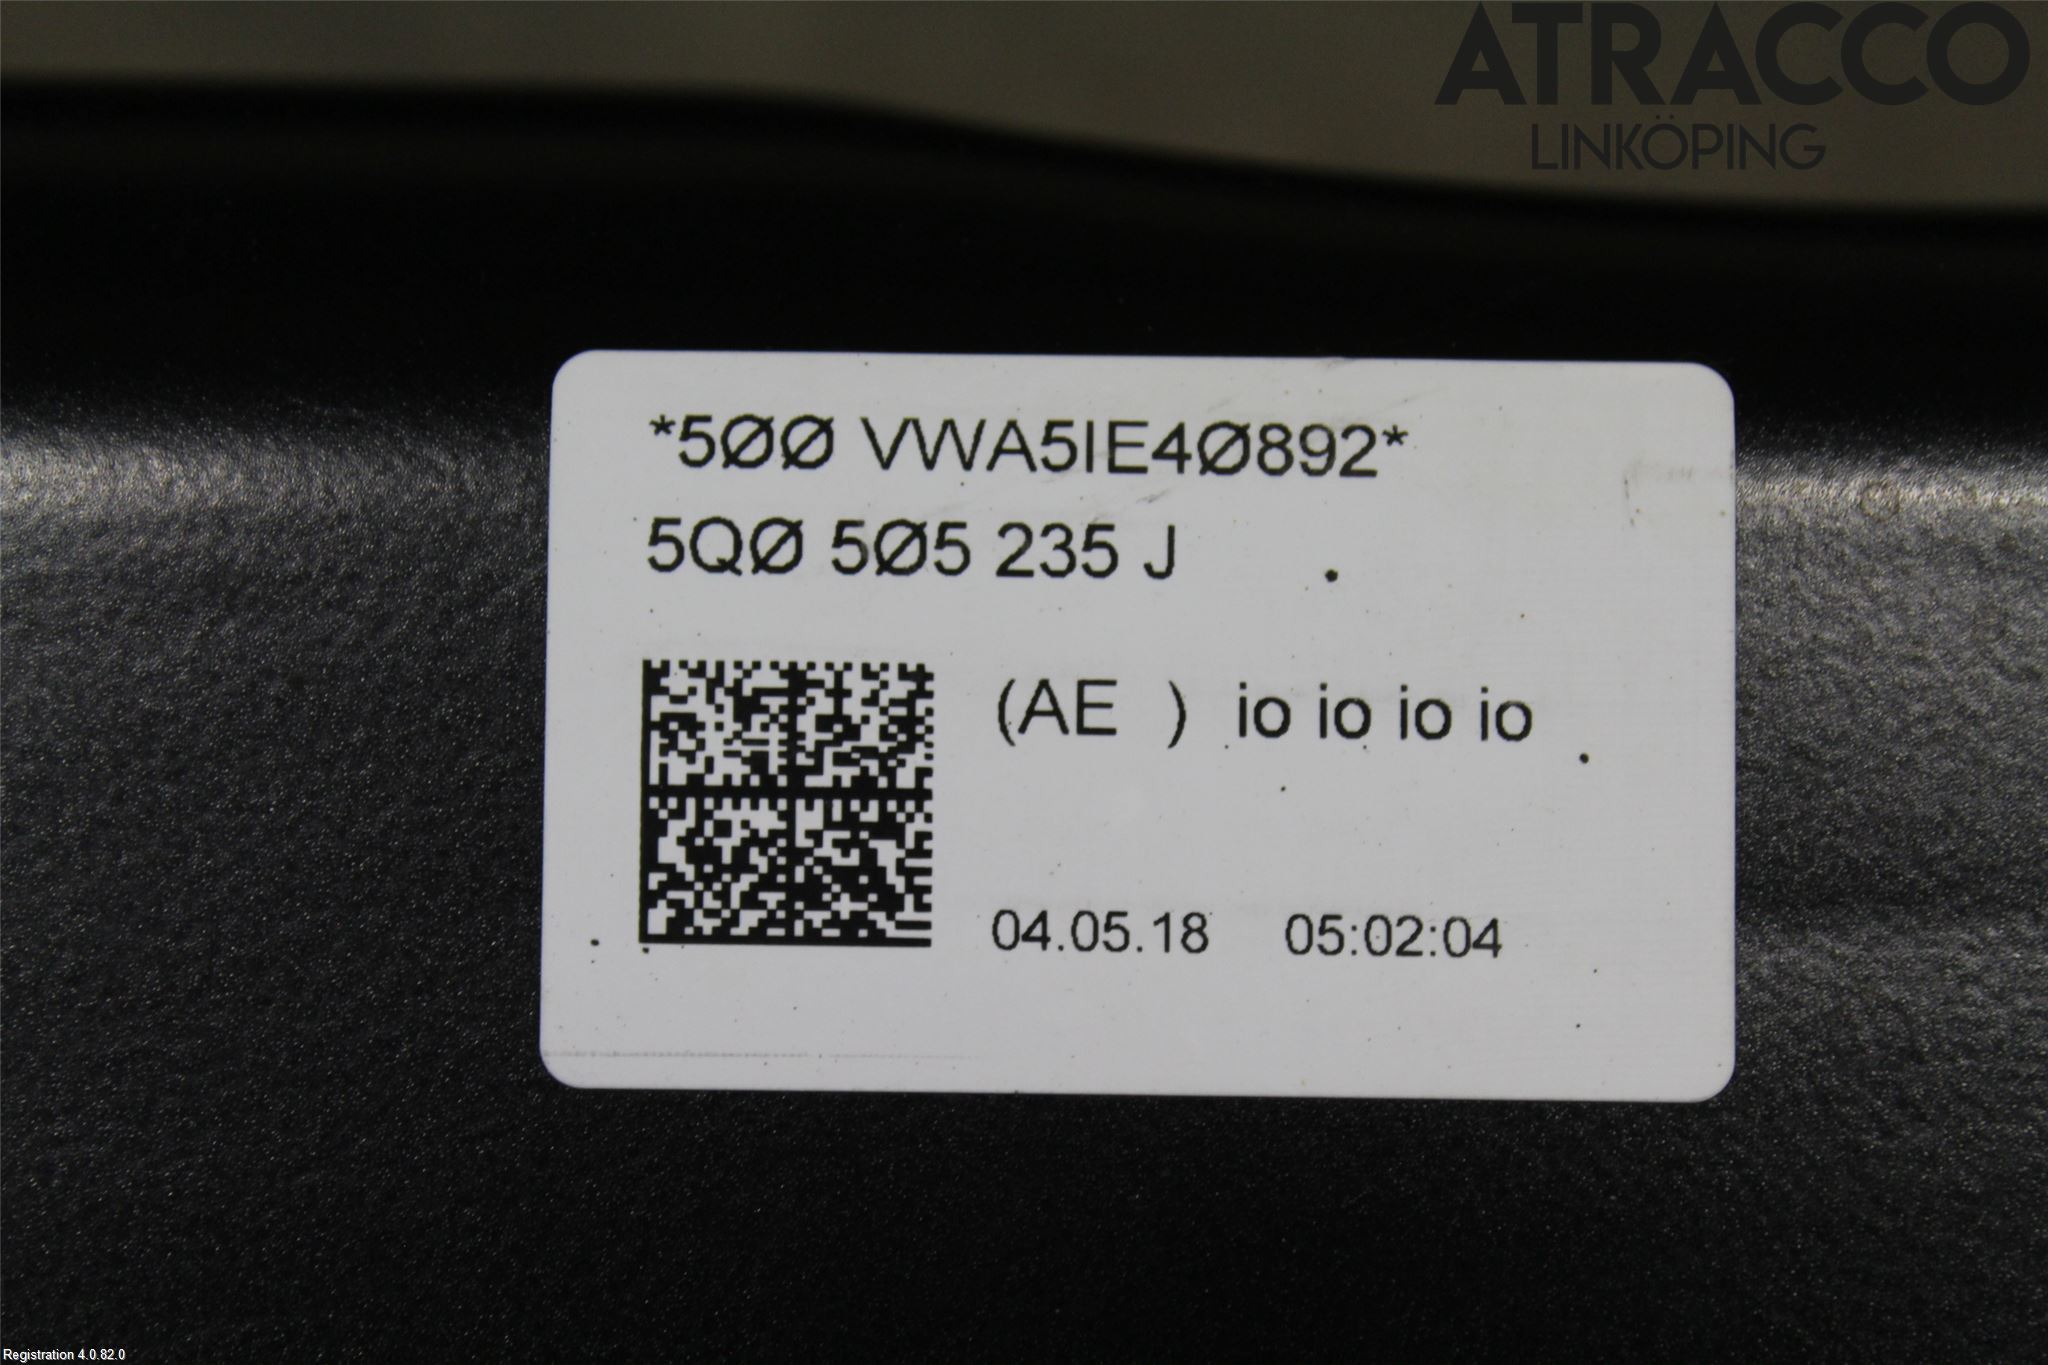 ATRACCO
LINKÖPING
*5ØØ VWA5IE4Ø892*
5QØ 5Ø5 235 J
(AE  )  io io io io
04.05.18    05:02:04
Registration 4.0.82.0